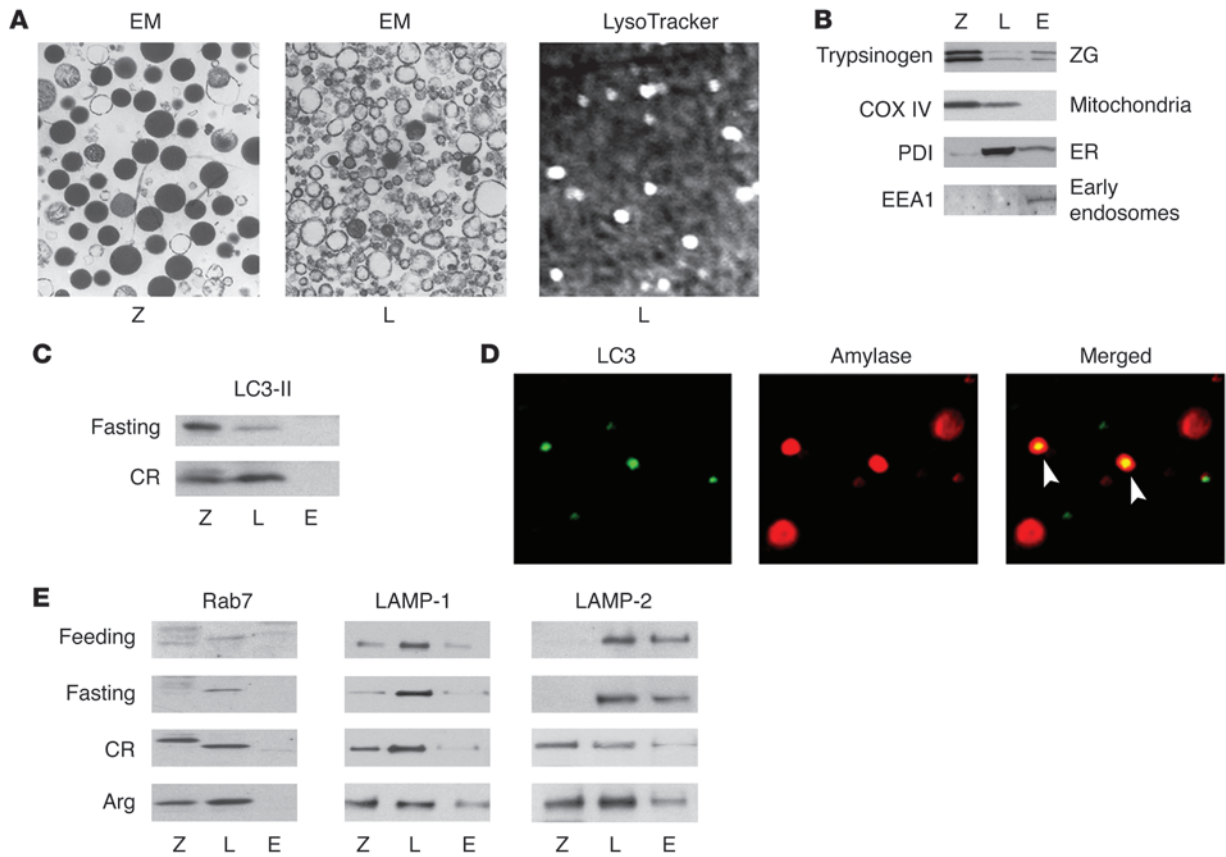 A
EM
EM
LysoTracker
Z
L
L
B
Z L E
Trypsinogen ZG
COX IV Mitochondria
PDI ER
EEA1 Early
endosomes
C
LC3-II
Fasting
CR
Z L E
D
LC3
Amylase
Merged
E
Rab7 LAMP-1 LAMP-2
Feeding
Fasting
CR
Arg
Z L E Z L E Z L E